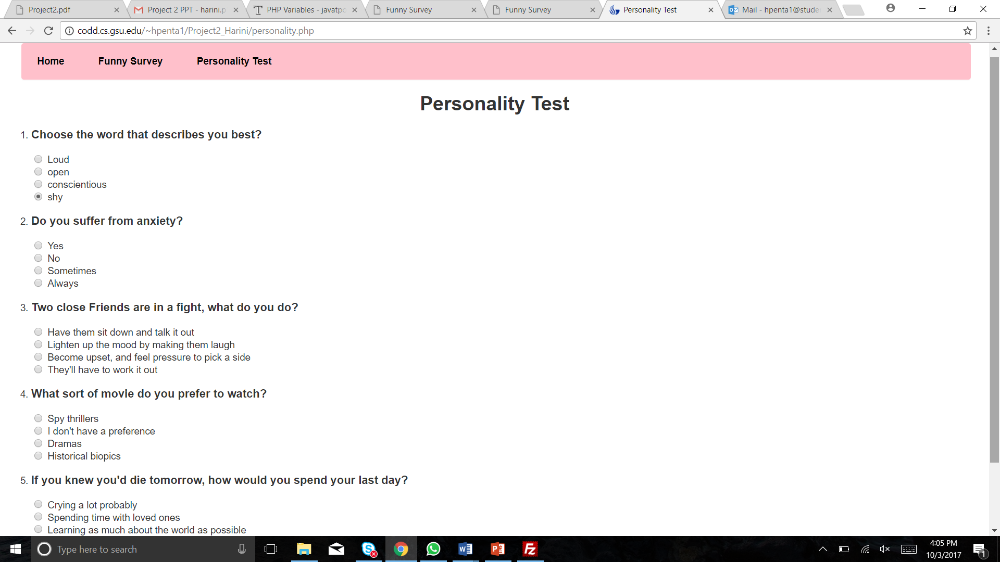 Project2.pdf
Project 2 PPT - harini.p
PHP Variables - javatpo
Funny Survey
Funny Survey
Personality Test
Mail - hpenta1@stude
codd.cs.gsu.edu/~hpenta1/Project2_Harini/personality.php
Home Funny Survey Personality Test
Personality Test
1. Choose the word that describes you best?
Loud
open
conscientious
shy
2. Do you suffer from anxiety?
Yes
No
Sometimes
Always
3. Two close Friends are in a fight, what do you do?
Have them sit down and talk it out
Lighten up the mood by making them laugh
Become upset, and feel pressure to pick a side
They'll have to work it out
4. What sort of movie do you prefer to watch?
Spy thrillers
I don't have a preference
Dramas
Historical biopics
5. If you knew you'd die tomorrow, how would you spend your last day?
Crying a lot probably
Spending time with loved ones
Learning as much about the world as possible
Type here to search
4:05 PM
10/3/2017
1